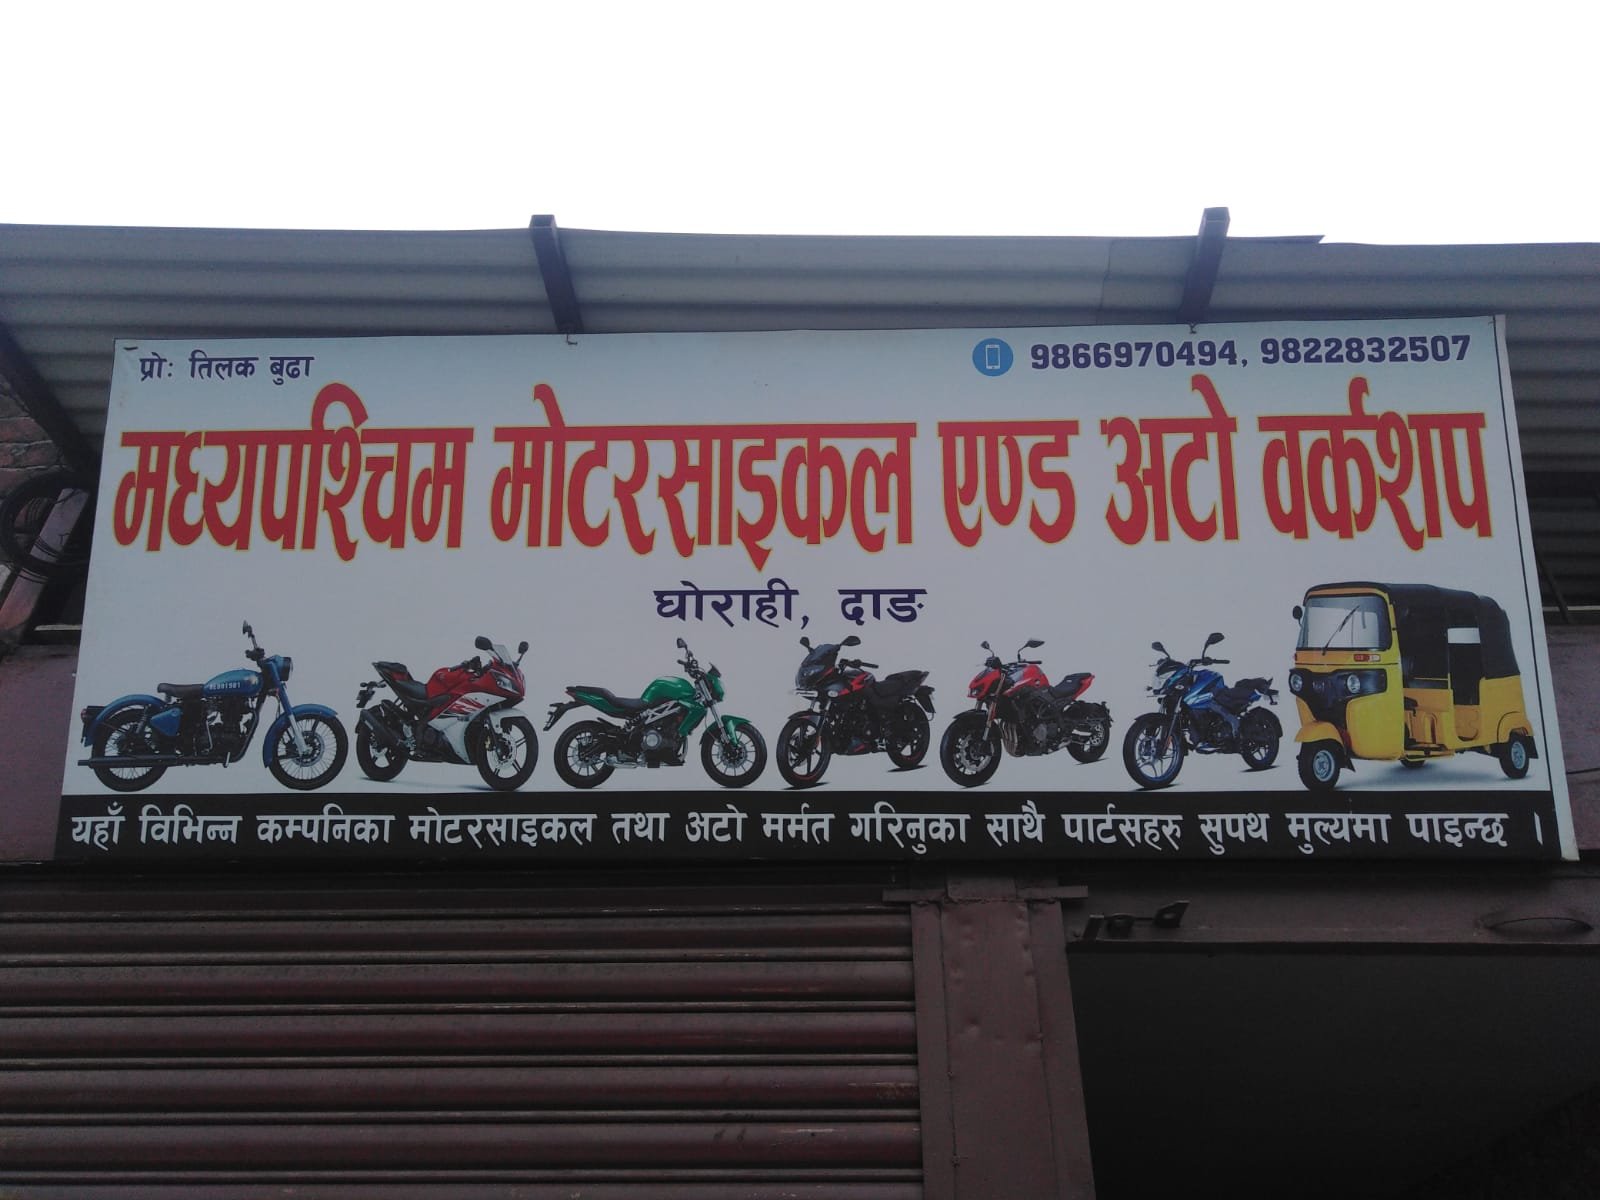 प्रो: तिलक बुढा
9866970494, 9822832507
मध्यपश्चिम मोटरसाइकल एण्ड अटो वर्कशप
घोराही, दाङ
यहाँ विभिन्न कम्पनिका मोटरसाइकल तथा अटो मर्मत गरिनुका साथै पार्टसहरु सुपथ मुल्यमा पाइन्छ ।